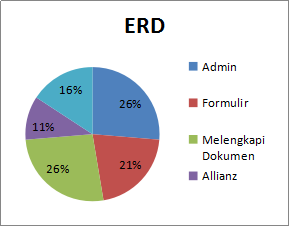 ERD
16%
26%
11%
26%
21%
Admin
Formulir
Melengkapi
Dokumen
Allianz